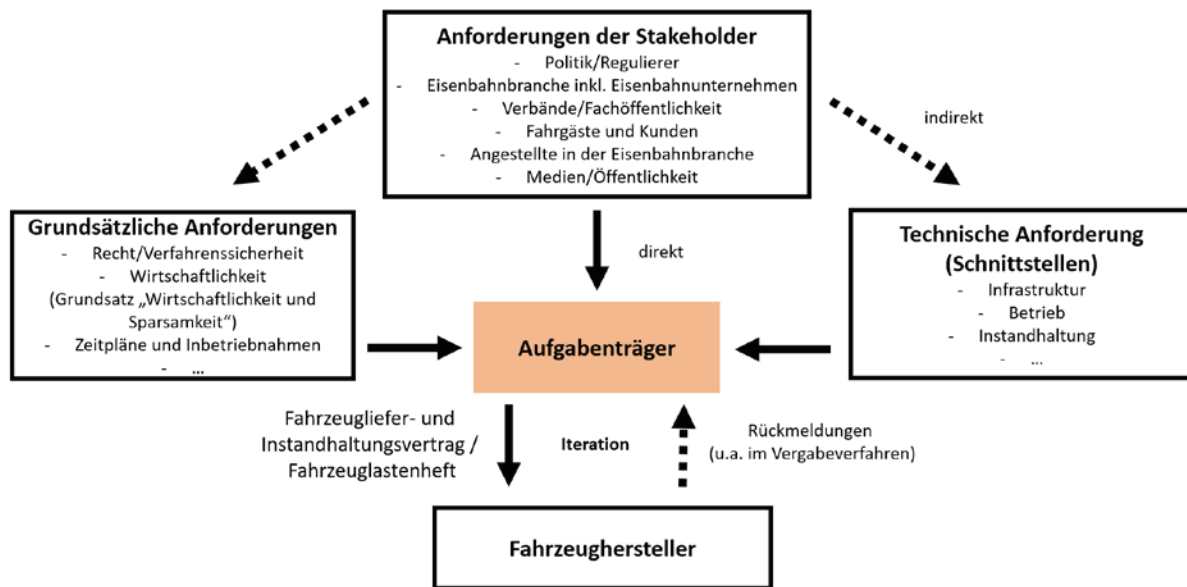 Anforderungen der Stakeholder
- Politik/Regulierer
- Eisenbahnbranche inkl. Eisenbahnunternehmen
- Verbände/Fachöffentlichkeit
- Fahrgäste und Kunden
- Angestellte in der Eisenbahnbranche
- Medien/Öffentlichkeit
indirekt
Grundsätzliche Anforderungen
- Recht/Verfahrenssicherheit
- Wirtschaftlichkeit
(Grundsatz „Wirtschaftlichkeit und
Sparsamkeit“)
- Zeitpläne und Inbetriebnahmen
- ...
direkt
Technische Anforderung
(Schnittstellen)
- Infrastruktur
- Betrieb
- Instandhaltung
- ...
Aufgabenträger
Fahrzeugliefer- und
Instandhaltungsvertrag /
Fahrzeuglastenheft
Iteration
Rückmeldungen
(u.a. im Vergabeverfahren)
Fahrzeughersteller